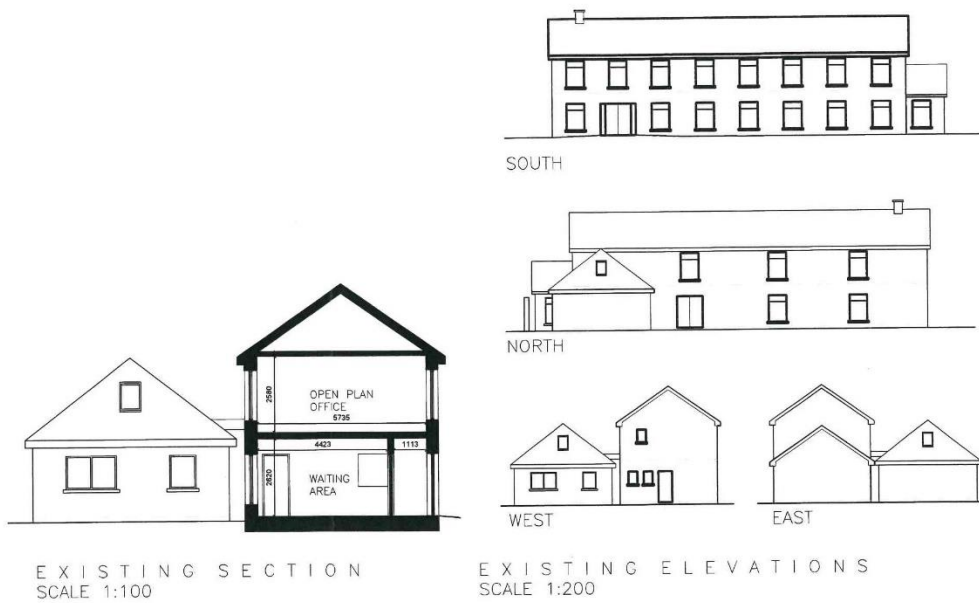 SOUTH
NORTH
OPEN PLAN
OFFICE
2580
5735
4423
1113
2620
WAITING
AREA
WEST
EAST
EXISTING SECTION
SCALE 1:100
EXISTING ELEVATIONS
SCALE 1:200